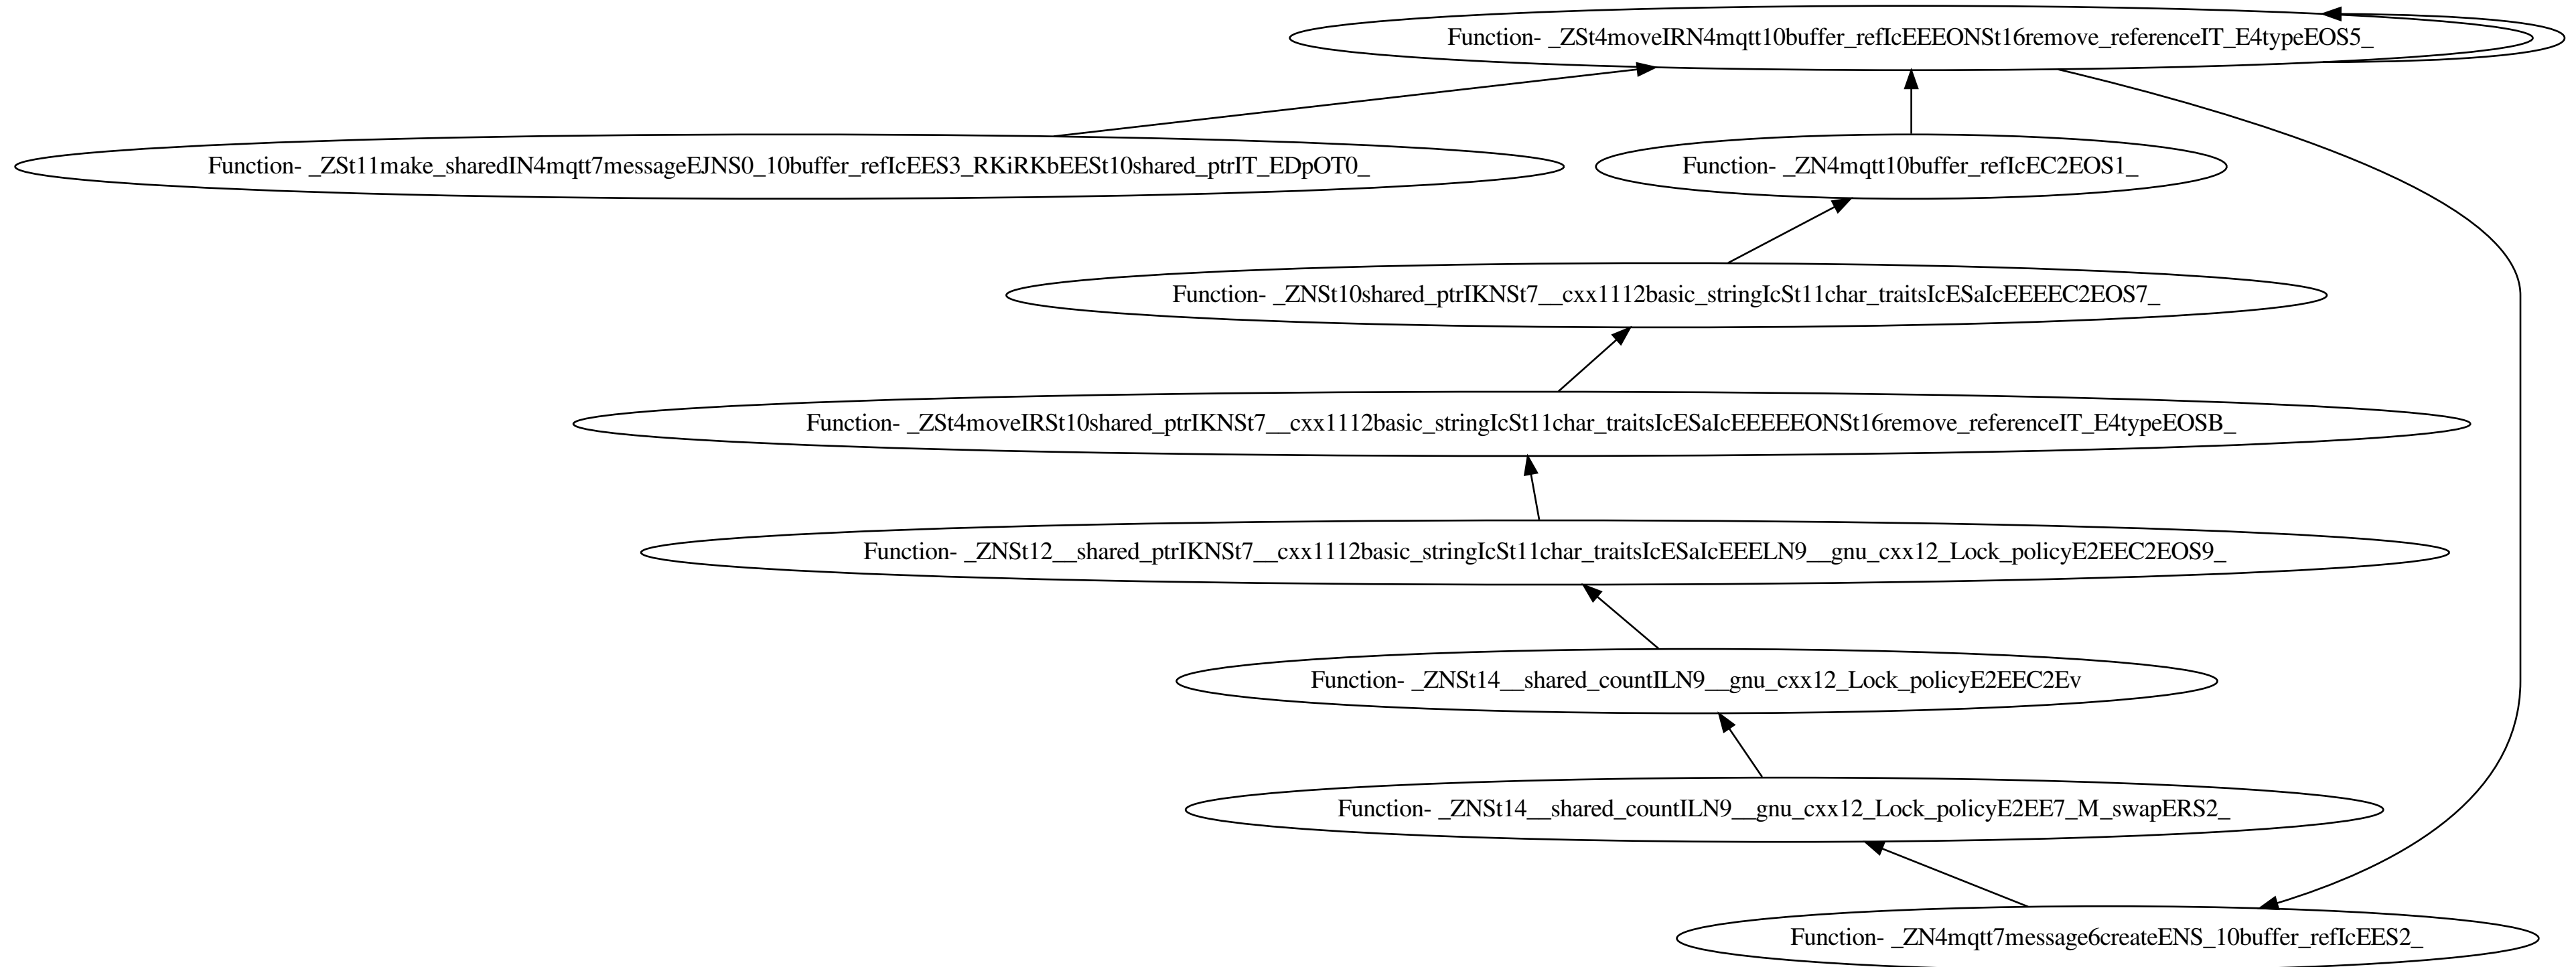 Function- _ZSt4moveIRN4mqtt10buffer_refIcEEEONSt16remove_referenceIT_E4typeEOS5_
Function- _ZSt11make_sharedIN4mqtt7messageEJNS0_10buffer_refIcEES3_RKiRKbEESt10shared_ptrIT_EDpOT0_
Function- _ZN4mqtt10buffer_refIcEC2EOS1_
Function- _ZNSt10shared_ptrIKNSt7__cxx1112basic_stringIcSt11char_traitsIcESaIcEEEEC2EOS7_
Function- _ZSt4moveIRSt10shared_ptrIKNSt7__cxx1112basic_stringIcSt11char_traitsIcESaIcEEEEEONSt16remove_referenceIT_E4typeEOSB_
Function- _ZNSt12__shared_ptrIKNSt7__cxx1112basic_stringIcSt11char_traitsIcESaIcEEELN9__gnu_cxx12_Lock_policyE2EEC2EOS9_
Function- _ZNSt14__shared_countILN9__gnu_cxx12_Lock_policyE2EEC2Ev
Function- _ZNSt14__shared_countILN9__gnu_cxx12_Lock_policyE2EE7_M_swapERS2_
Function- _ZN4mqtt7message6createENS_10buffer_refIcEES2_